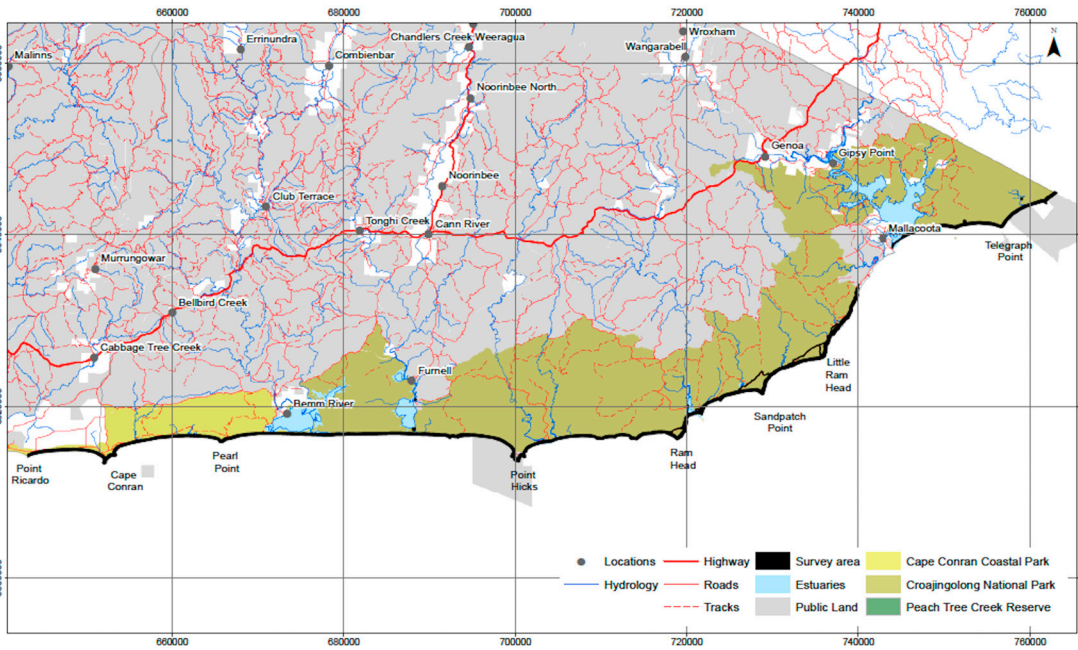 660000 680000 700000 720000 740000 760000
Errinundra
Chandlers Creek Weeragua
Wroxham
Malinns
Combienbar
Wangarabell
Noorinbee North
Genoa
Gipsy Point
Noorinbee
Club Terrace
Tonghi Creek
Cann River
Mallacoota
Telegraph
Point
Murrungowar
Bellbird Creek
Cabbage Tree Creek
Furnell
Little
Ram
Head
Bemm River
Sandpatch
Point
Pearl
Point
Ram
Head
Point
Ricardo
Cape
Conran
Point
Hicks
Locations Highway Survey area Cape Conran Coastal Park
Hydrology Roads Estuaries Croajingolong National Park
Tracks Public Land Peach Tree Creek Reserve
660000 680000 700000 720000 740000 760000